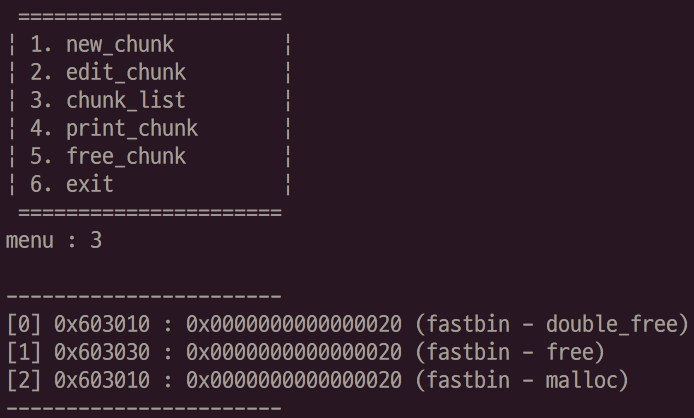 ======================
¦ 1. new_chunk         ¦
¦ 2. edit_chunk        ¦
¦ 3. chunk_list        ¦
¦ 4. print_chunk       ¦
¦ 5. free_chunk        ¦
¦ 6. exit              ¦
======================
menu : 3
-----------------------
[0] 0x603010 : 0x0000000000000020 (fastbin - double_free)
[1] 0x603030 : 0x0000000000000020 (fastbin - free)
[2] 0x603010 : 0x0000000000000020 (fastbin - malloc)
-----------------------